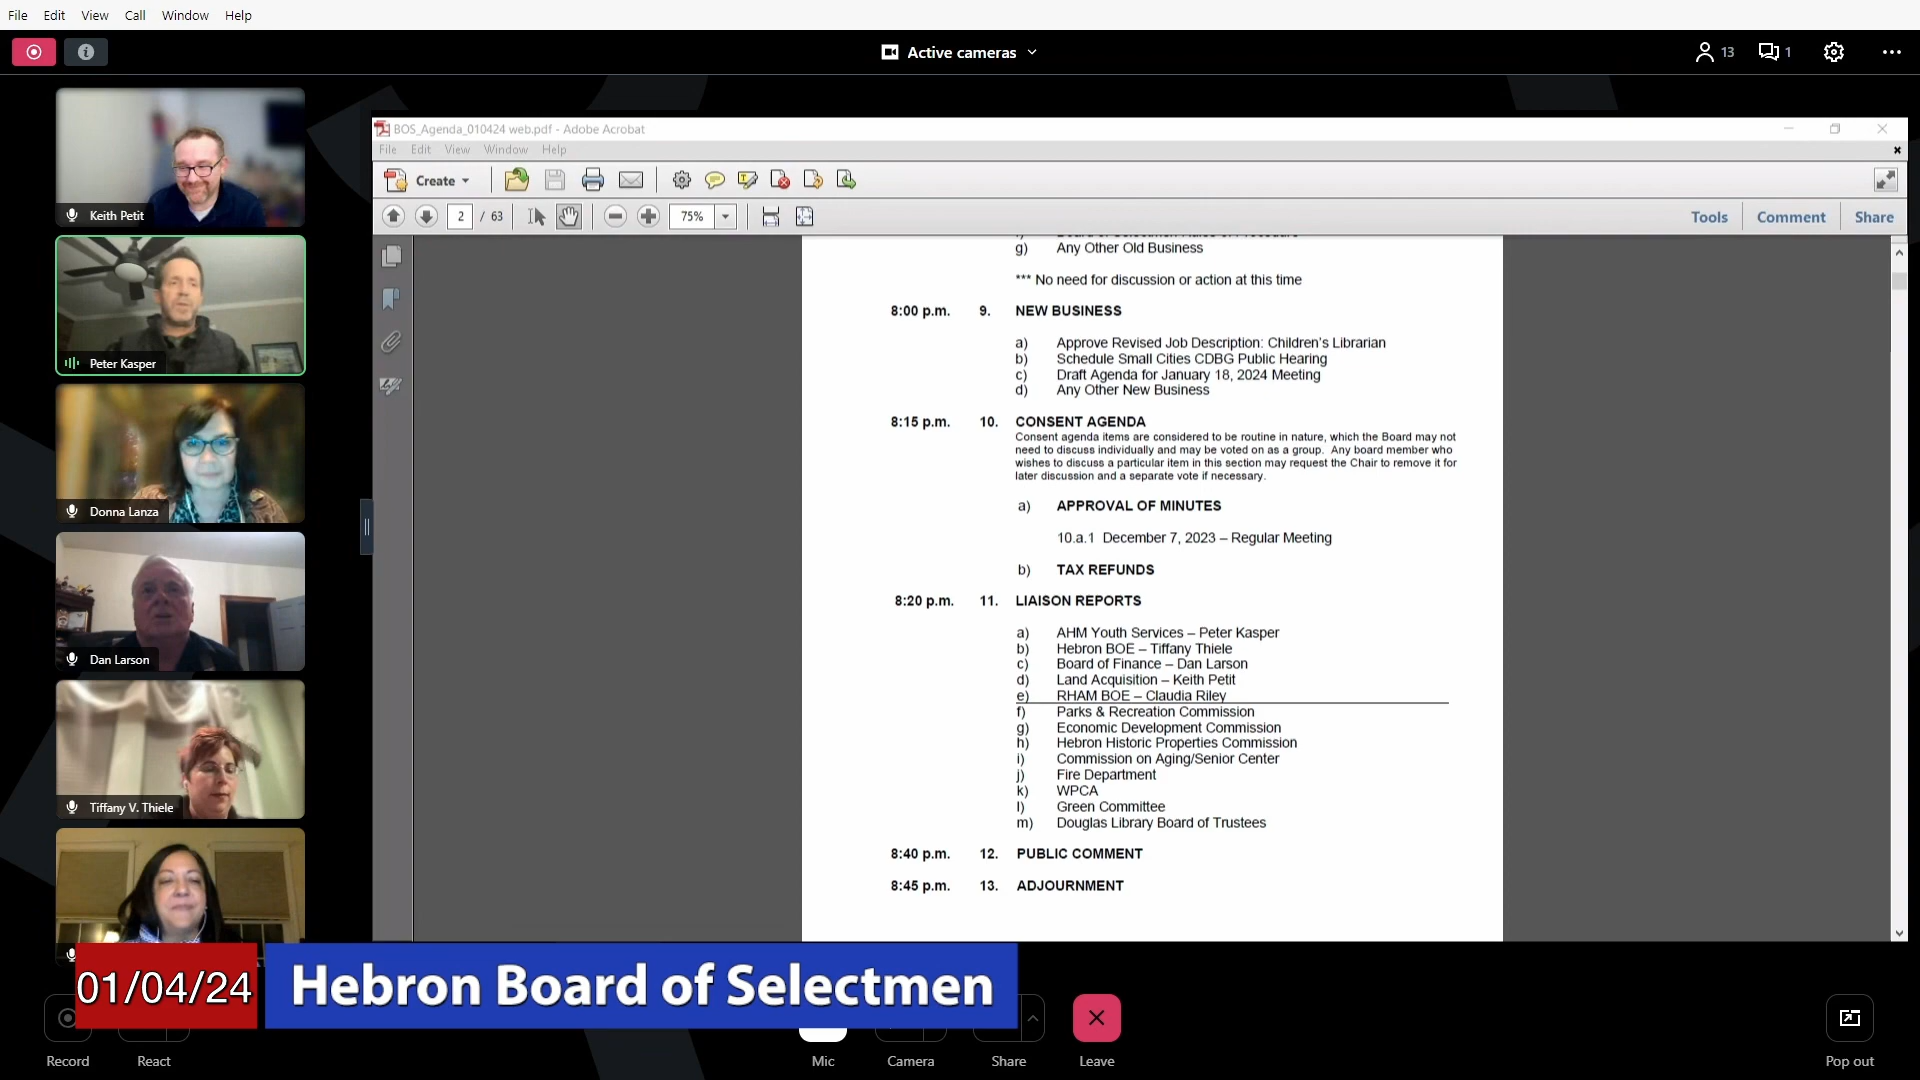 File Edit View Call Window Help
Active cameras
13
1
Keith Petit
Peter Kasper
Donna Lanza
Dan Larson
Tiffany V. Thiele
BOS_Agenda_010424 web.pdf - Adobe Acrobat
File Edit View Window Help
Create
2 / 63
75%
Tools Comment Share
g) Any Other Old Business
*** No need for discussion or action at this time
8:00 p.m. 9. NEW BUSINESS
a) Approve Revised Job Description: Children's Librarian
b) Schedule Small Cities CDBG Public Hearing
c) Draft Agenda for January 18, 2024 Meeting
d) Any Other New Business
8:15 p.m. 10. CONSENT AGENDA
Consent agenda items are considered to be routine in nature, which the Board may not
need to discuss individually and may be voted on as a group. Any board member who
wishes to discuss a particular item in this section may request the Chair to remove it for
later discussion and a separate vote if necessary.
a) APPROVAL OF MINUTES
10.a.1 December 7, 2023 – Regular Meeting
b) TAX REFUNDS
8:20 p.m. 11. LIAISON REPORTS
a) AHM Youth Services – Peter Kasper
b) Hebron BOE – Tiffany Thiele
c) Board of Finance – Dan Larson
d) Land Acquisition – Keith Petit
e) RHAM BOE – Claudia Riley
f) Parks & Recreation Commission
g) Economic Development Commission
h) Hebron Historic Properties Commission
i) Commission on Aging/Senior Center
j) Fire Department
k) WPCA
l) Green Committee
m) Douglas Library Board of Trustees
8:40 p.m. 12. PUBLIC COMMENT
8:45 p.m. 13. ADJOURNMENT
01/04/24 Hebron Board of Selectmen
Record React Mic Camera Share Leave Pop out